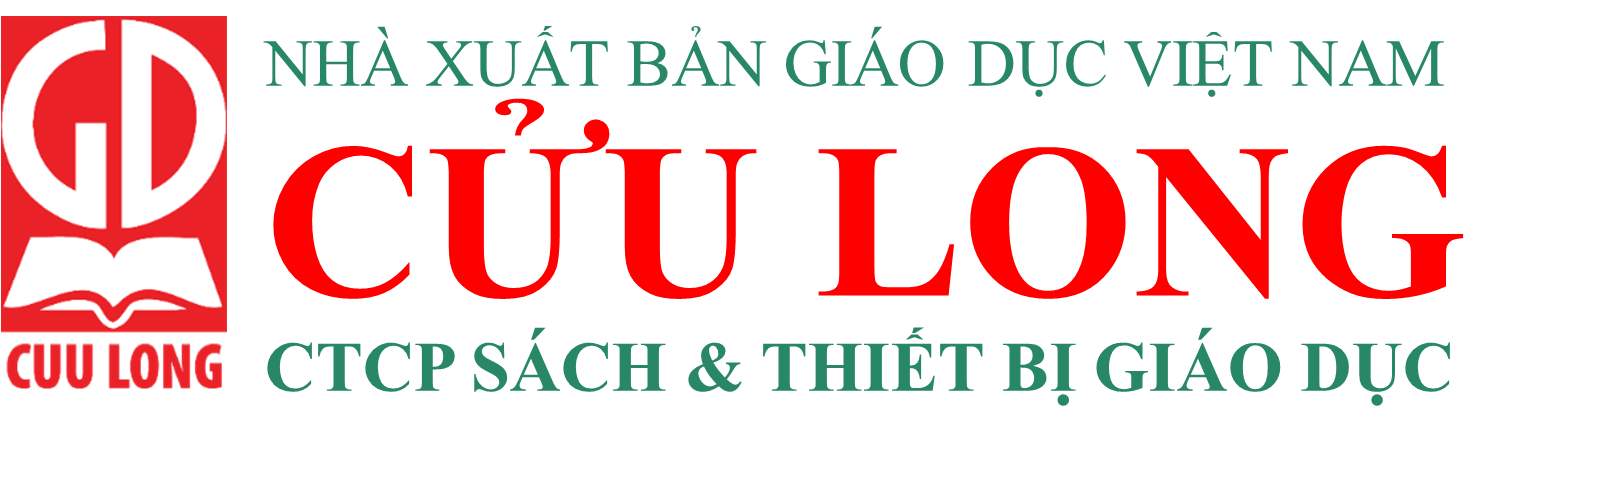 GD
CUU LONG
NHÀ XUẤT BẢN GIÁO DỤC VIỆT NAM
CỬU LONG
CTCP SÁCH & THIẾT BỊ GIÁO DỤC